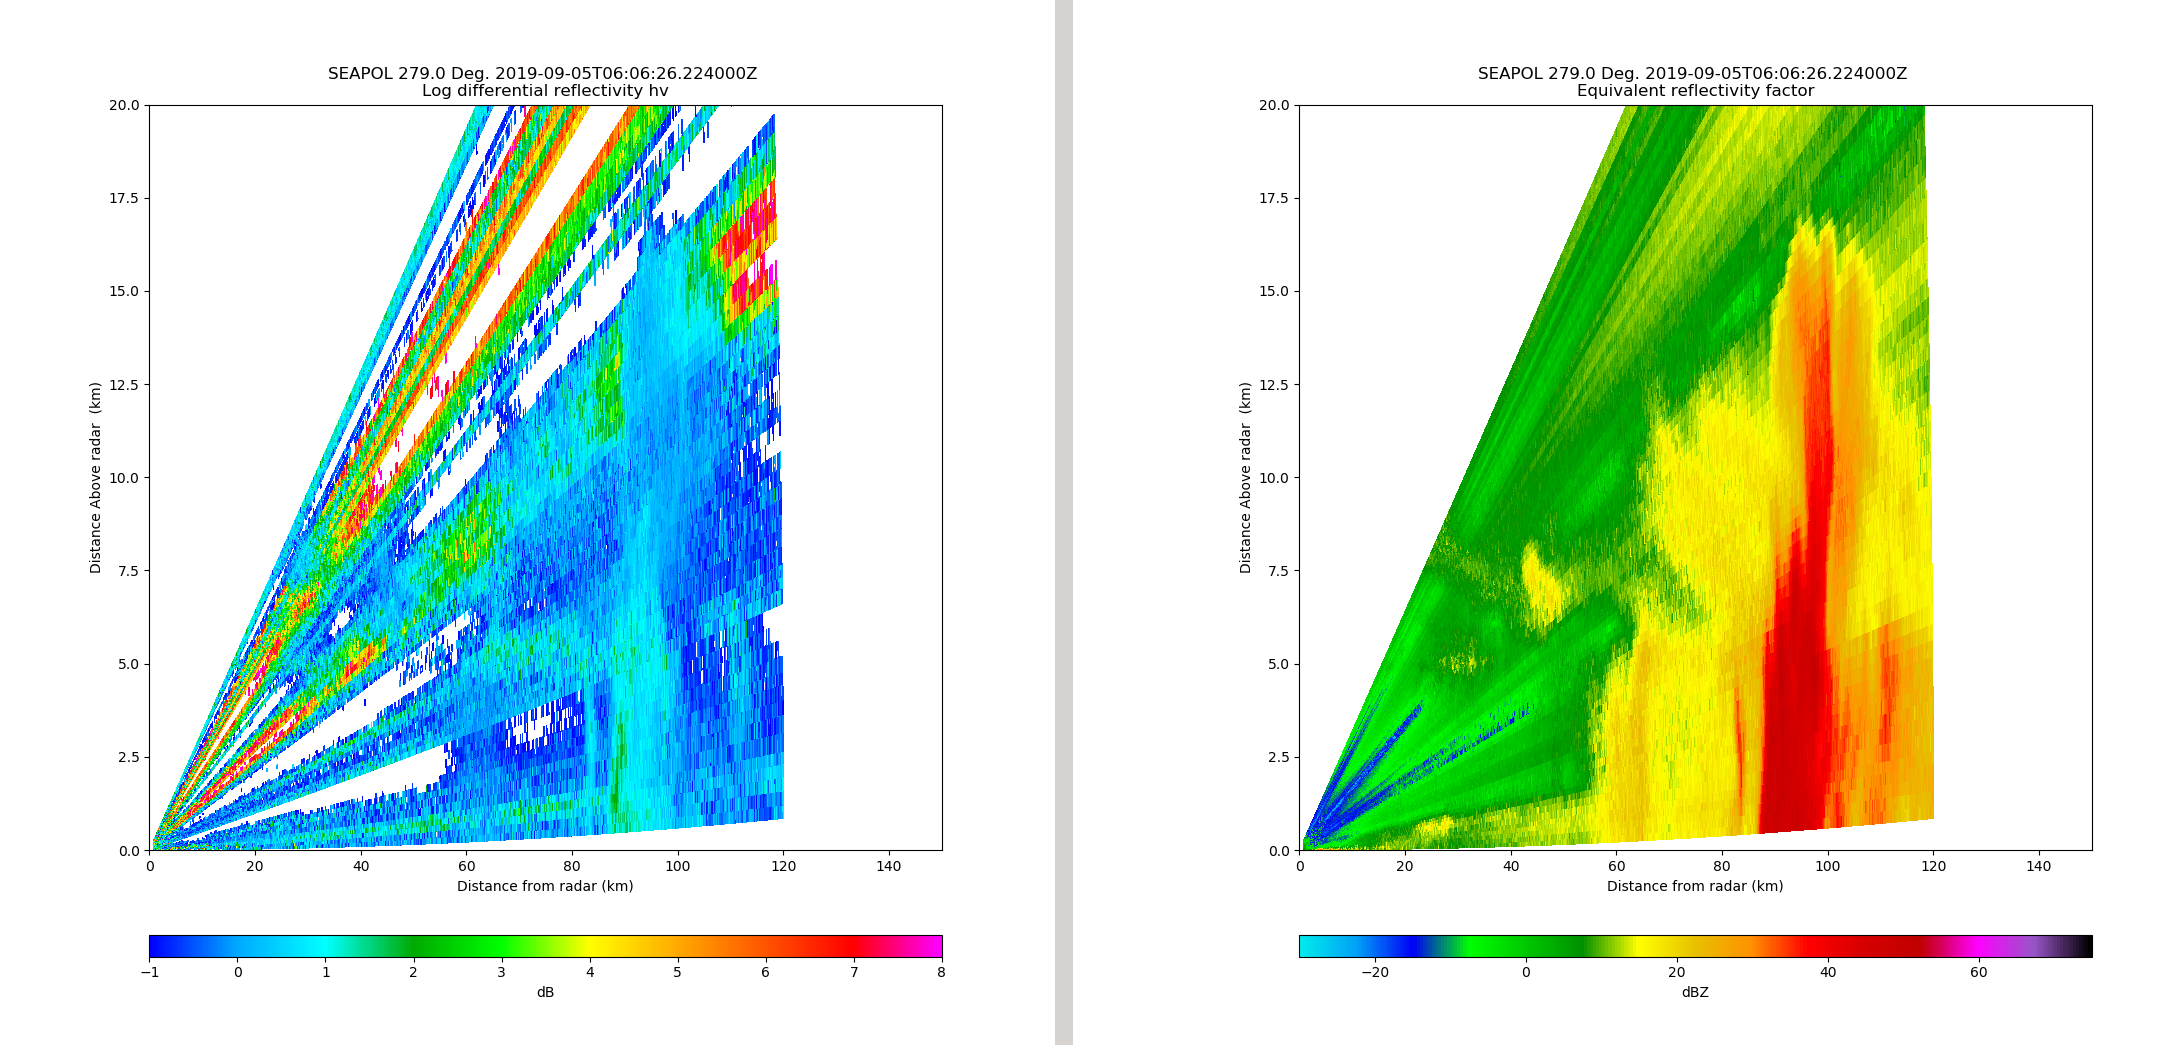 SEAPOL 279.0 Deg. 2019-09-05T06:06:26.224000Z
Log differential reflectivity hv
20.0
17.5
15.0
12.5
10.0
7.5
5.0
2.5
0.0
Distance Above radar (km)
0 20 40 60 80 100 120 140
Distance from radar (km)
−1 0 1 2 3 4 5 6 7 8
dB
SEAPOL 279.0 Deg. 2019-09-05T06:06:26.224000Z
Equivalent reflectivity factor
20.0
17.5
15.0
12.5
10.0
7.5
5.0
2.5
0.0
Distance Above radar (km)
0 20 40 60 80 100 120 140
Distance from radar (km)
−20 0 20 40 60
dBZ